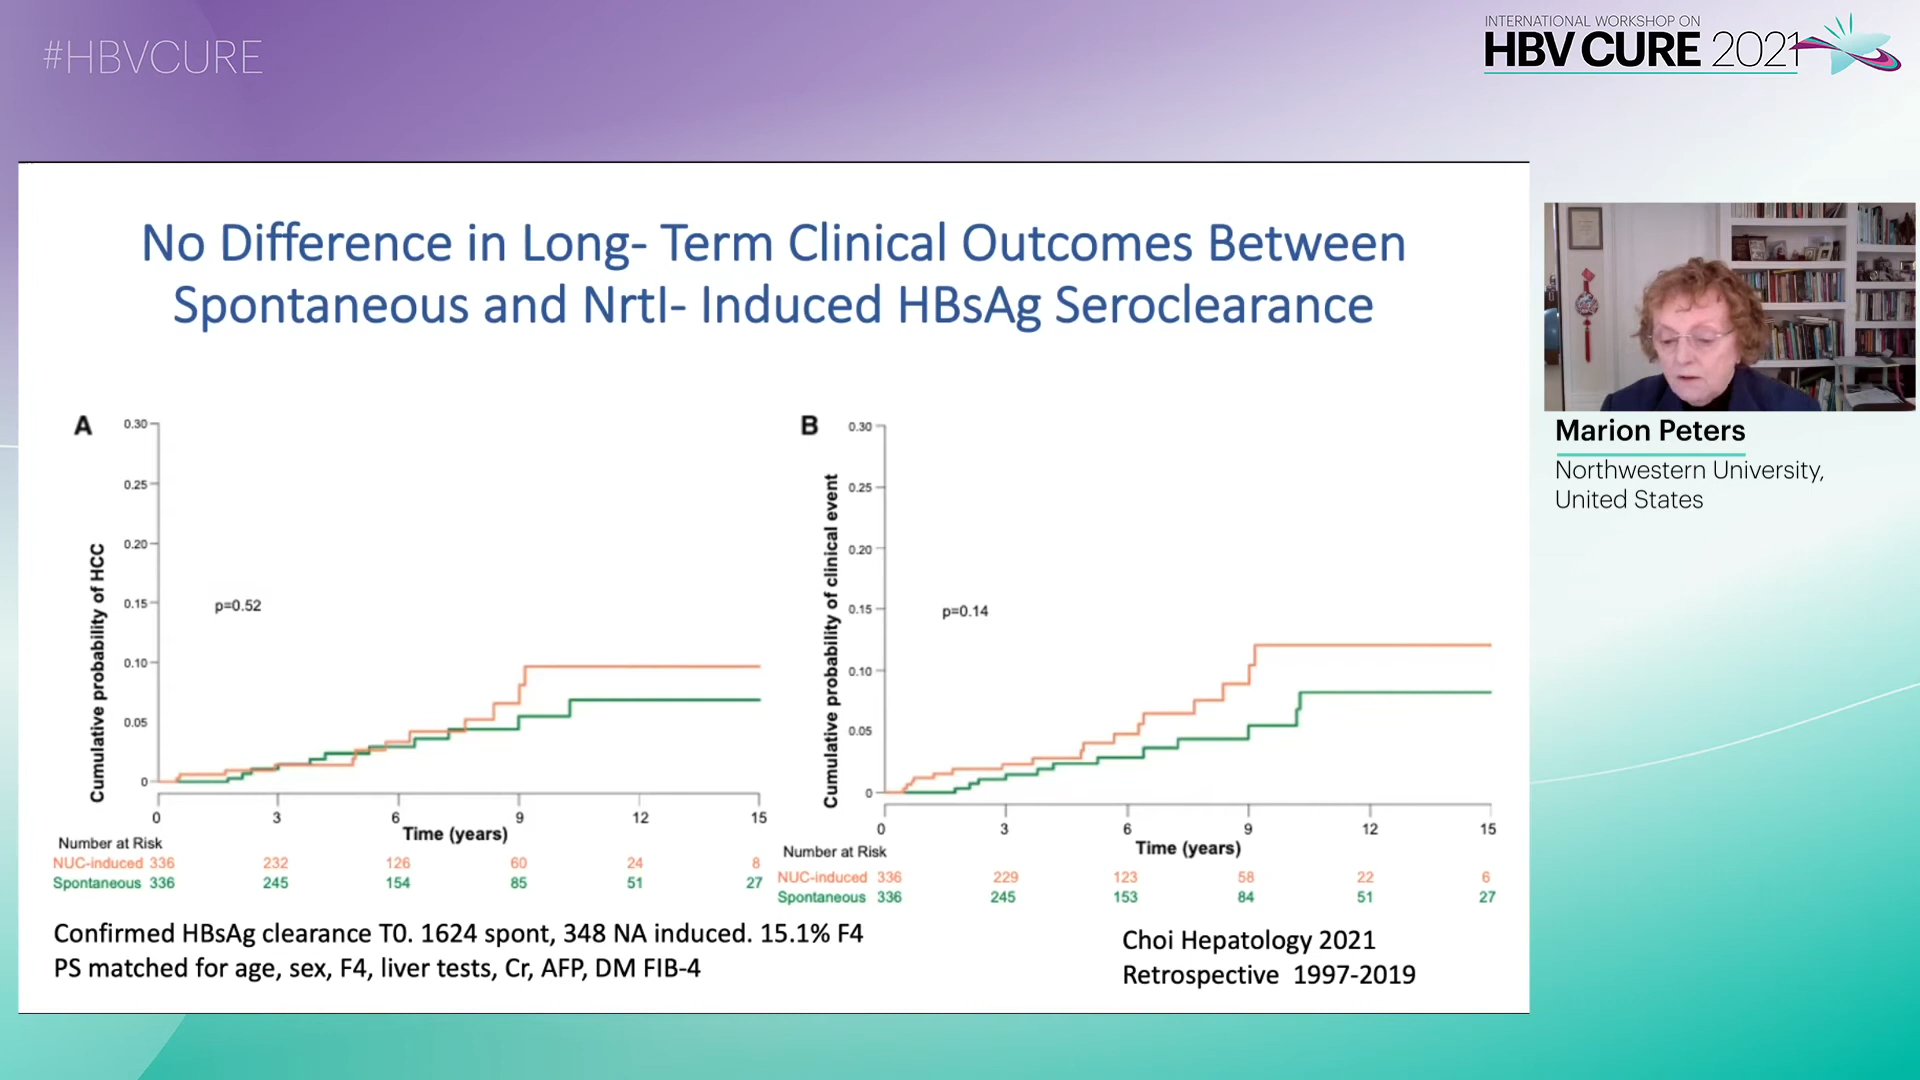 #HBVCURE
INTERNATIONAL WORKSHOP ON
HBV CURE 2021
No Difference in Long- Term Clinical Outcomes Between
Spontaneous and NrtI- Induced HBsAg Seroclearance
A
Cumulative probability of HCC
0.30
0.25
0.20
0.15
0.10
0.05
0
p=0.52
0 3 6 9 12 15
Time (years)
Number at Risk
NUC-induced 336 232 126 60 24 8
Spontaneous 336 245 154 85 51 27
B
Cumulative probability of clinical event
0.30
0.25
0.20
0.15
0.10
0.05
0
p=0.14
0 3 6 9 12 15
Time (years)
Number at Risk
NUC-induced 336 229 123 58 22 6
Spontaneous 336 245 153 84 51 27
Confirmed HBsAg clearance T0. 1624 spont, 348 NA induced. 15.1% F4
PS matched for age, sex, F4, liver tests, Cr, AFP, DM FIB-4
Choi Hepatology 2021
Retrospective 1997-2019
Marion Peters
Northwestern University,
United States